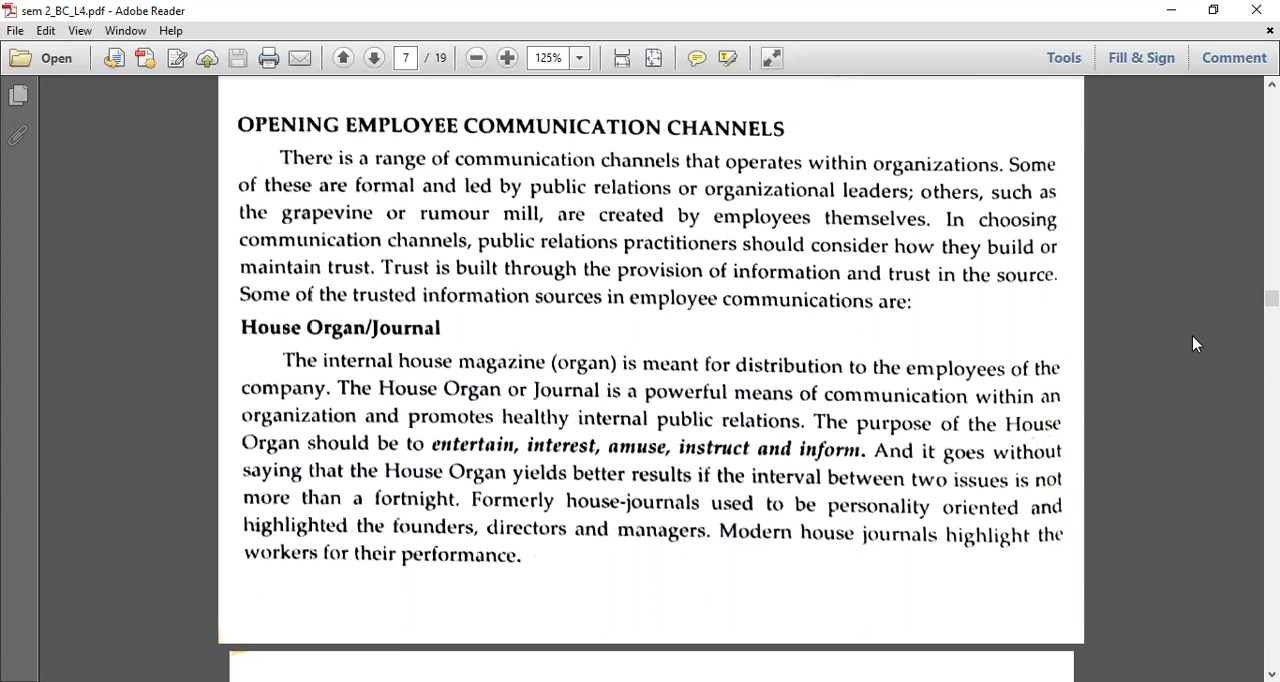 sem 2_BC_L4.pdf - Adobe Reader
File Edit View Window Help
Open 7 / 19 125% Tools Fill & Sign Comment
OPENING EMPLOYEE COMMUNICATION CHANNELS
There is a range of communication channels that operates within organizations. Some
of these are formal and led by public relations or organizational leaders; others, such as
the grapevine or rumour mill, are created by employees themselves. In choosing
communication channels, public relations practitioners should consider how they build or
maintain trust. Trust is built through the provision of information and trust in the source.
Some of the trusted information sources in employee communications are:
House Organ/Journal
The internal house magazine (organ) is meant for distribution to the employees of the
company. The House Organ or Journal is a powerful means of communication within an
organization and promotes healthy internal public relations. The purpose of the House
Organ should be to entertain, interest, amuse, instruct and inform. And it goes without
saying that the House Organ yields better results if the interval between two issues is not
more than a fortnight. Formerly house-journals used to be personality oriented and
highlighted the founders, directors and managers. Modern house journals highlight the
workers for their performance.